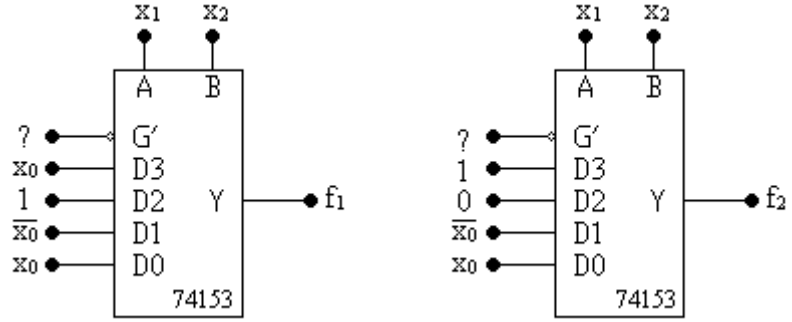 x₁ x₂ x₁ x₂
A B A B
? G′ ? G′
x₀ D3 1 D3
1 D2 Y f₁ 0 D2 Y f₂
x̅₀ D1 x̅₀ D1
x₀ D0 x₀ D0
74153 74153